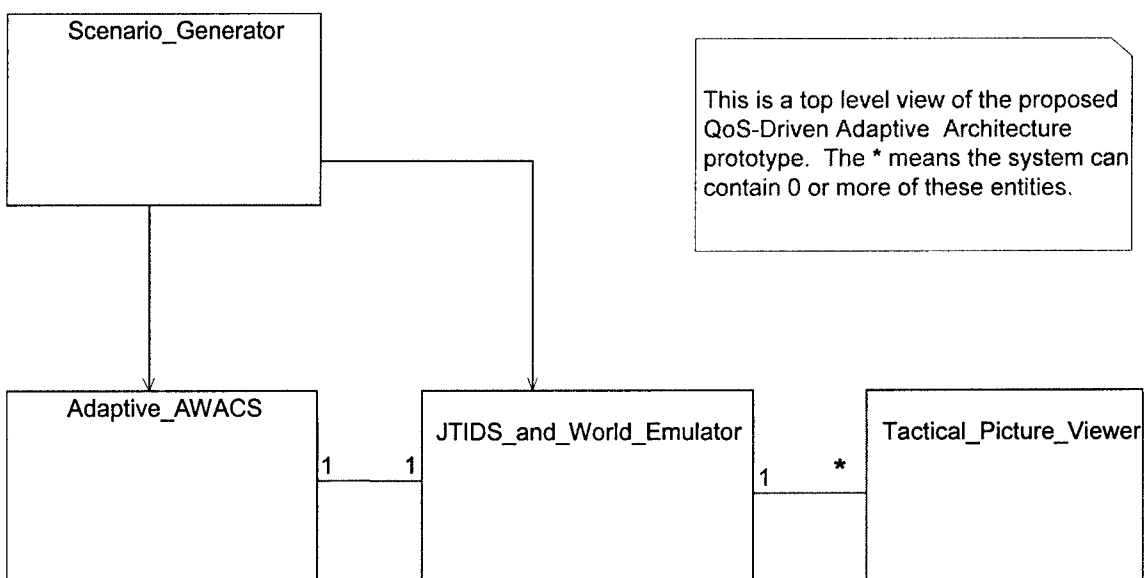 Scenario_Generator
This is a top level view of the proposed
QoS-Driven Adaptive Architecture
prototype. The * means the system can
contain 0 or more of these entities.
Adaptive_AWACS
JTIDS_and_World_Emulator
Tactical_Picture_Viewer
1 1
1 *